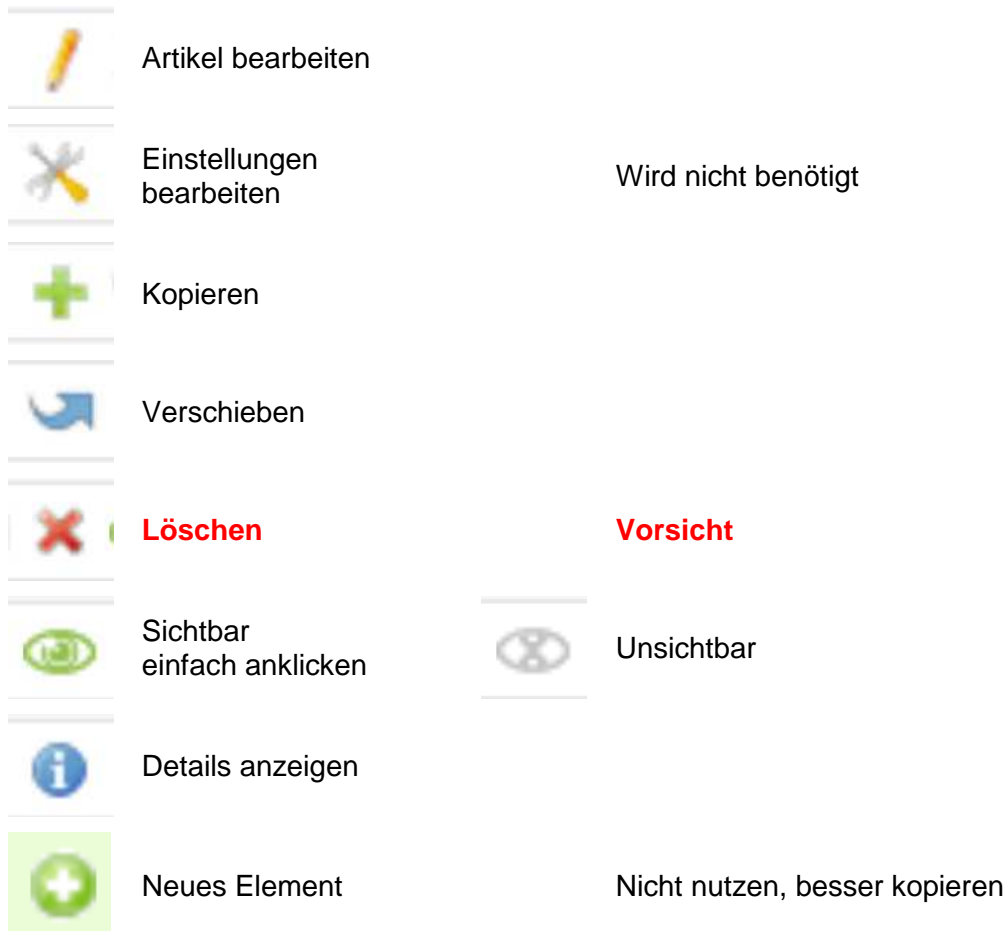 Artikel bearbeiten
Einstellungen
bearbeiten
Wird nicht benötigt
Kopieren
Verschieben
Löschen
Vorsicht
Sichtbar
einfach anklicken
Unsichtbar
Details anzeigen
Neues Element
Nicht nutzen, besser kopieren